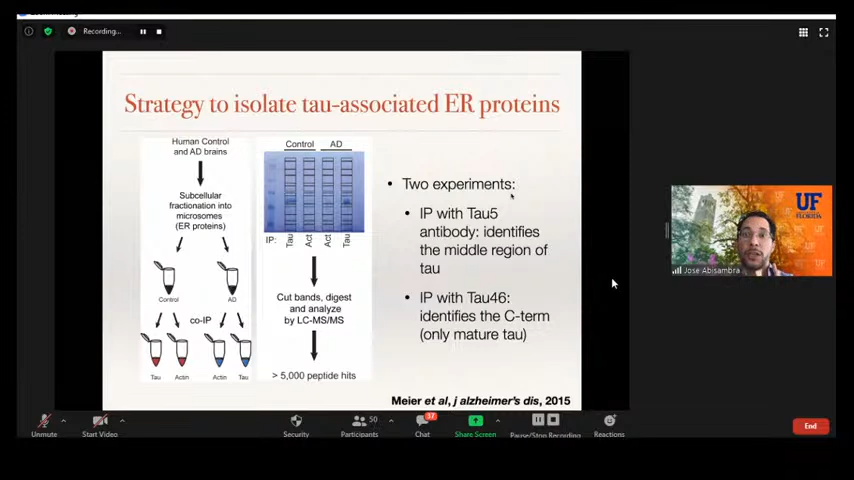 Recording...
Strategy to isolate tau-associated ER proteins
Human Control
and AD brains
Subcellular
fractionation into
microsomes
(ER proteins)
Control
AD
co-IP
Tau
Actin
Actin
Tau
Control
AD
IP:
Tau
Act
Act
Tau
Cut bands, digest
and analyze
by LC-MS/MS
> 5,000 peptide hits
• Two experiments:
• IP with Tau5
antibody: identifies
the middle region of
tau
• IP with Tau46:
identifies the C-term
(only mature tau)
Meier et al, j alzheimer's dis, 2015
UF
FLORIDA
Jose Abisambra
Unmute
Start Video
Security
50
Participants
37
Chat
Share Screen
Pause/Stop Recording
Reactions
End